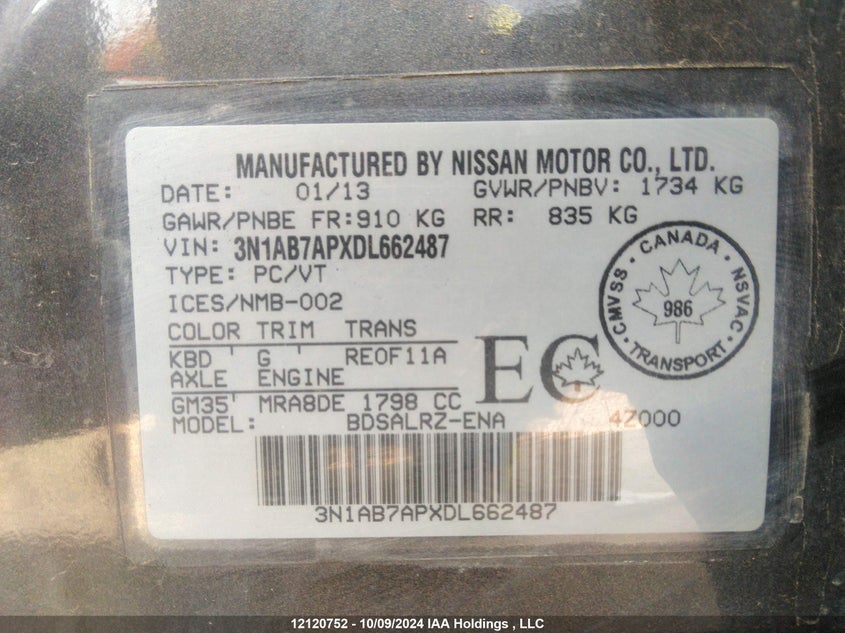 MANUFACTURED BY NISSAN MOTOR CO., LTD.
DATE: 01/13 GVWR/PNBV: 1734 KG
GAWR/PNBE FR:910 KG RR: 835 KG
VIN: 3N1AB7APXDL662487
TYPE: PC/VT
ICES/NMB-002
COLOR TRIM TRANS
KBD ' G ' RE0F11A
AXLE ENGINE
GM35' MRA8DE 1798 CC
MODEL: BDSALRZ-ENA 4Z000
EC
CMVSS · CANADA · NSVAC
986
· TRANSPORT ·
3N1AB7APXDL662487
12120752 - 10/09/2024 IAA Holdings , LLC